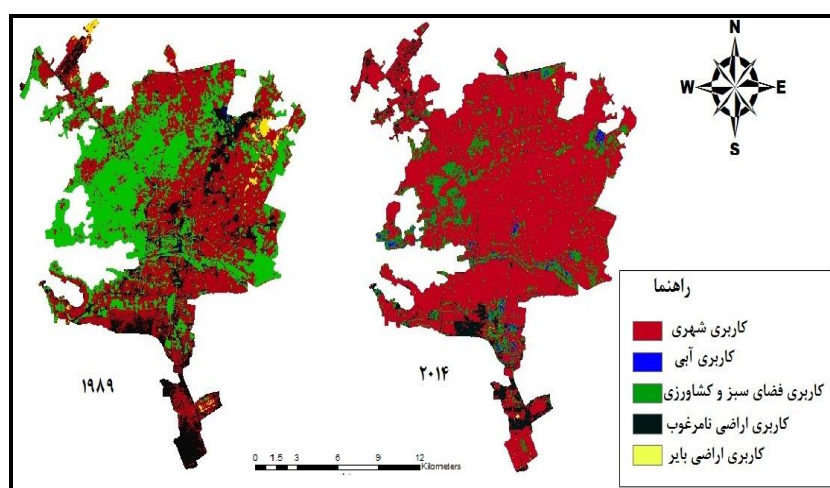 N
W E
S
۱۹۸۹
۲۰۱۴
راهنما
کاربری شهری
کاربری آبی
کاربری فضای سبز و کشاورزی
کاربری اراضی نامرغوب
کاربری اراضی بایر
0 1.5 3 6 9 12
Kilometers